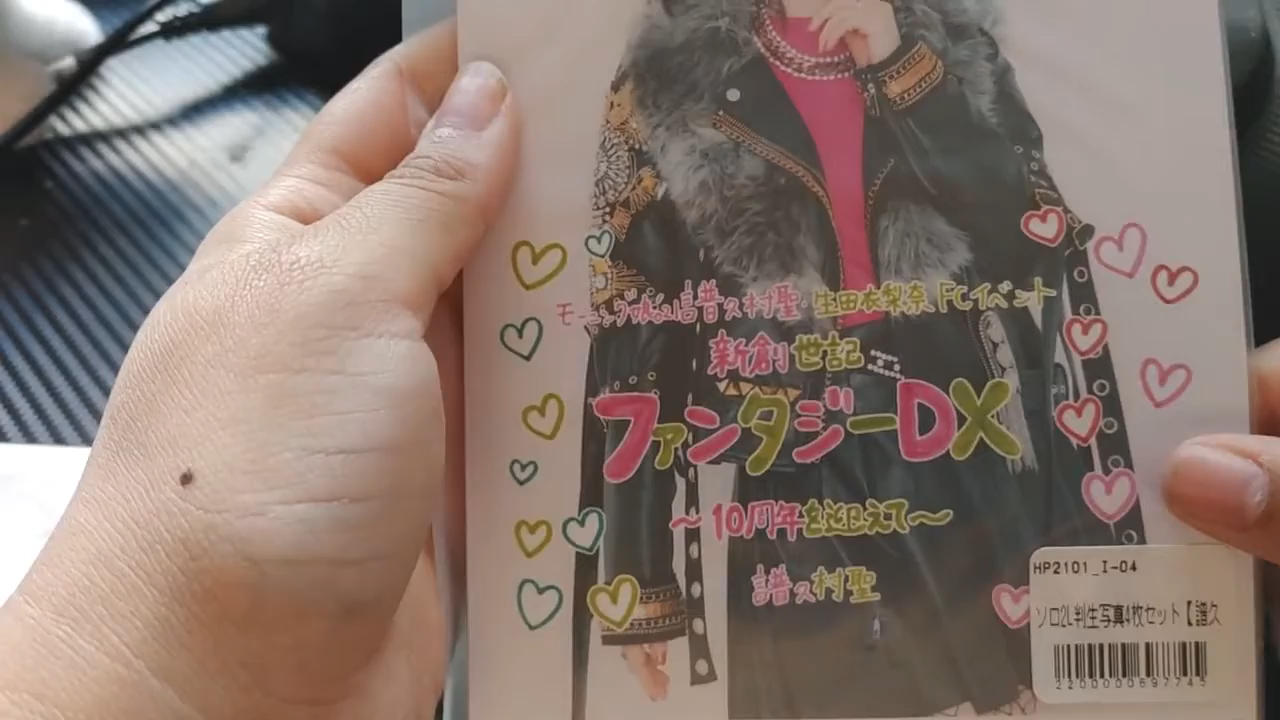 モーニング娘。'21 譜久村聖・生田衣梨奈 FCイベント
新創世記
ファンタジーDX
~10周年を迎えて~
譜久村聖
HP2101_I-04
ソロ2L判生写真4枚セット【譜久
2200000697745